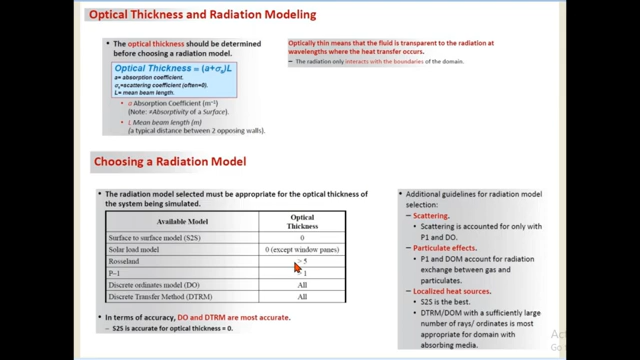 Optical Thickness and Radiation Modeling
▪ The optical thickness should be determined
before choosing a radiation model.
Optical Thickness = (a+σs)L
a= absorption coefficient.
σs=scattering coefficient (often=0).
L= mean beam length.
• α Absorption Coefficient (m⁻¹)
(Note: ≠Absorptivity of a Surface).
• L Mean beam length (m)
(a typical distance between 2 opposing walls).
Optically thin means that the fluid is transparent to the radiation at
wavelengths where the heat transfer occurs.
– The radiation only interacts with the boundaries of the domain.
Choosing a Radiation Model
▪ The radiation model selected must be appropriate for the optical thickness of
the system being simulated.
Available Model Optical Thickness
Surface to surface model (S2S) 0
Solar load model 0 (except window panes)
Rosseland > 5
P-1 > 1
Discrete ordinates model (DO) All
Discrete Transfer Method (DTRM) All
▪ In terms of accuracy, DO and DTRM are most accurate.
– S2S is accurate for optical thickness = 0.
▪ Additional guidelines for radiation model
selection:
– Scattering.
▪ Scattering is accounted for only with
P1 and DO.
– Particulate effects.
▪ P1 and DOM account for radiation
exchange between gas and
particulates.
– Localized heat sources.
▪ S2S is the best.
▪ DTRM/DOM with a sufficiently large
number of rays/ ordinates is most
appropriate for domain with
absorbing media.